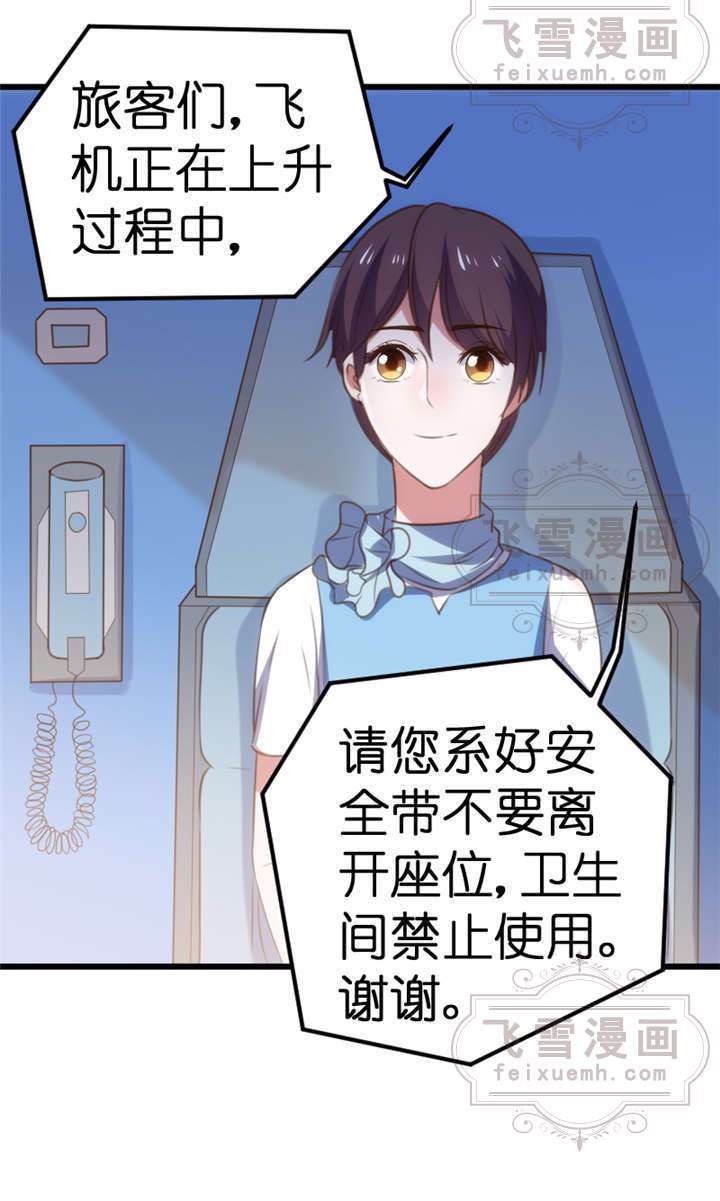 飞雪漫画
feixuemh.com
旅客们，飞
机正在上升
过程中，
飞雪漫画
feixuemh.com
请您系好安
全带不要离
开座位，卫生
间禁止使用。
谢谢。
飞雪漫画
feixuemh.com